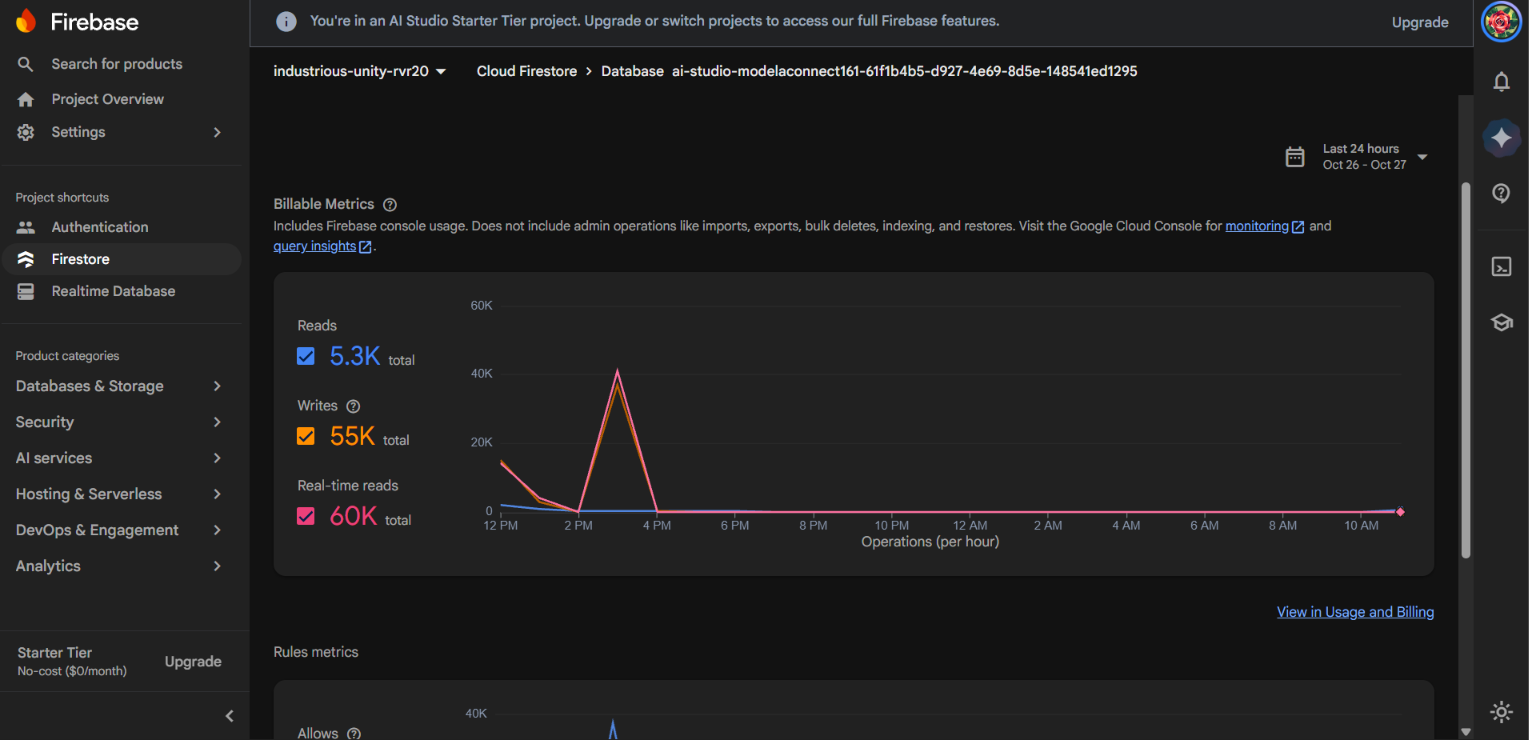 Firebase
Search for products
Project Overview
Settings
Project shortcuts
Authentication
Firestore
Realtime Database
Product categories
Databases & Storage
Security
AI services
Hosting & Serverless
DevOps & Engagement
Analytics
Starter Tier
No-cost ($0/month)
Upgrade
You're in an AI Studio Starter Tier project. Upgrade or switch projects to access our full Firebase features.
Upgrade
industrious-unity-rvr20
Cloud Firestore > Database ai-studio-modelaconnect161-61f1b4b5-d927-4e69-8d5e-148541ed1295
Last 24 hours
Oct 26 - Oct 27
Billable Metrics
Includes Firebase console usage. Does not include admin operations like imports, exports, bulk deletes, indexing, and restores. Visit the Google Cloud Console for monitoring and
query insights.
Reads
5.3K total
Writes
55K total
Real-time reads
60K total
60K
40K
20K
0
12 PM 2 PM 4 PM 6 PM 8 PM 10 PM 12 AM 2 AM 4 AM 6 AM 8 AM 10 AM
Operations (per hour)
View in Usage and Billing
Rules metrics
40K
Allows